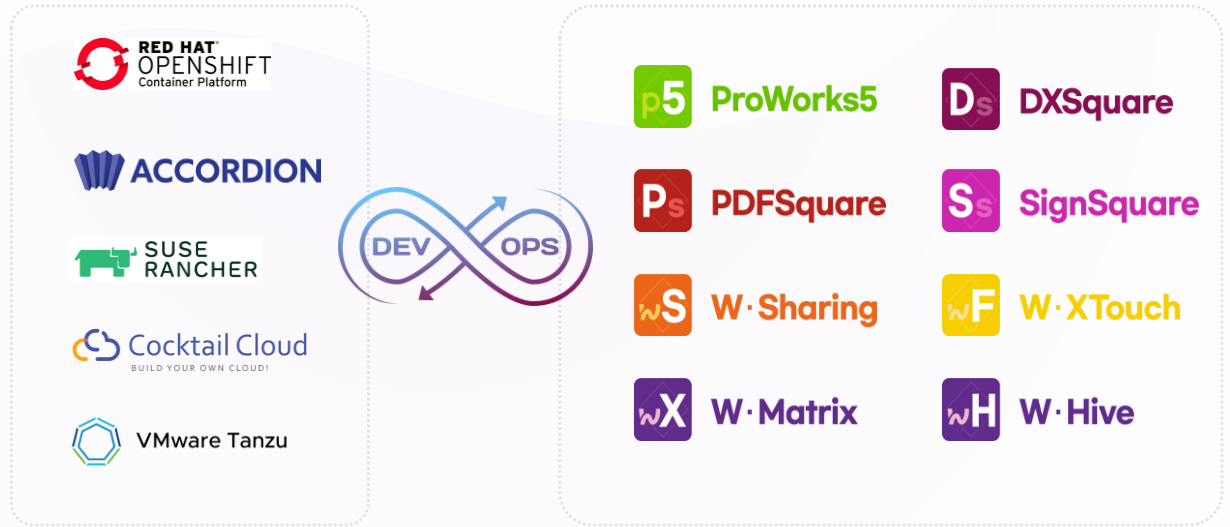 RED HAT®
OPENSHIFT
Container Platform
ACCORDION
SUSE
RANCHER
Cocktail Cloud
BUILD YOUR OWN CLOUD!
VMware Tanzu
DEV OPS
p5 ProWorks5
Ds DXSquare
Ps PDFSquare
Ss SignSquare
wS W·Sharing
wF W·XTouch
wX W·Matrix
wH W·Hive